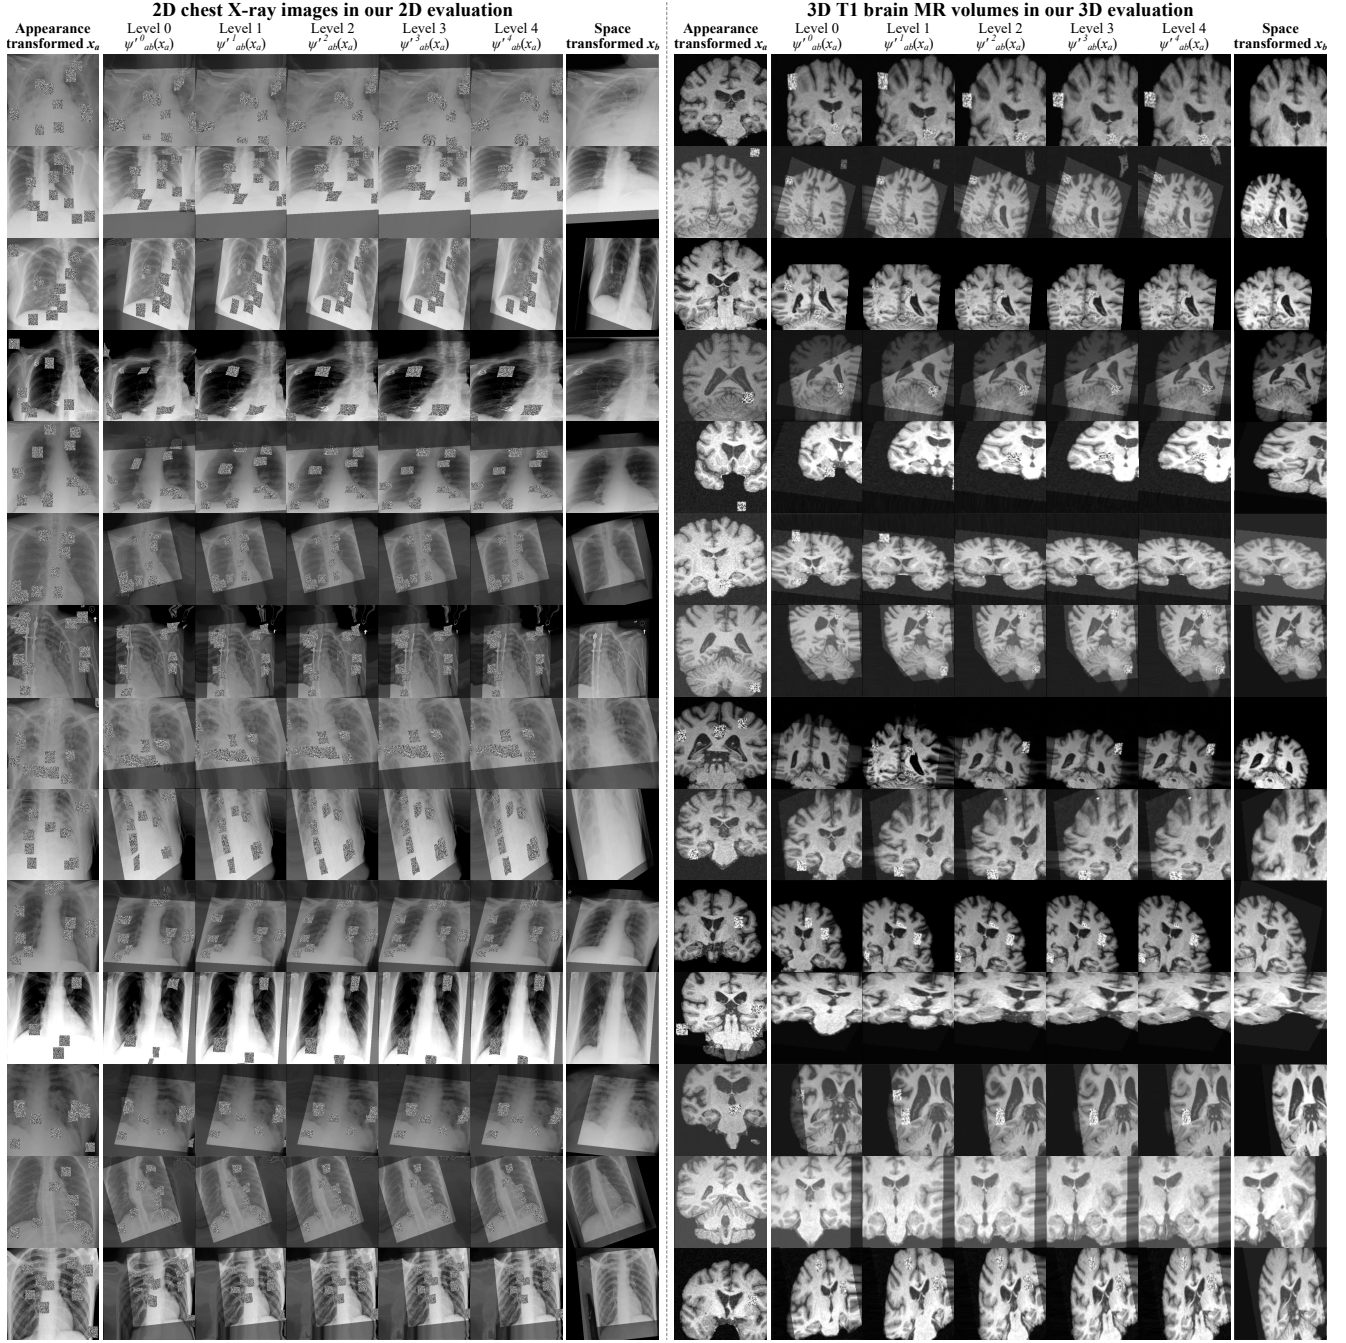 2D chest X-ray images in our 2D evaluation
Appearance transformed x_a
Level 0 ψ′⁰_ab(x_a)
Level 1 ψ′¹_ab(x_a)
Level 2 ψ′²_ab(x_a)
Level 3 ψ′³_ab(x_a)
Level 4 ψ′⁴_ab(x_a)
Space transformed x_b
3D T1 brain MR volumes in our 3D evaluation
Appearance transformed x_a
Level 0 ψ′⁰_ab(x_a)
Level 1 ψ′¹_ab(x_a)
Level 2 ψ′²_ab(x_a)
Level 3 ψ′³_ab(x_a)
Level 4 ψ′⁴_ab(x_a)
Space transformed x_b